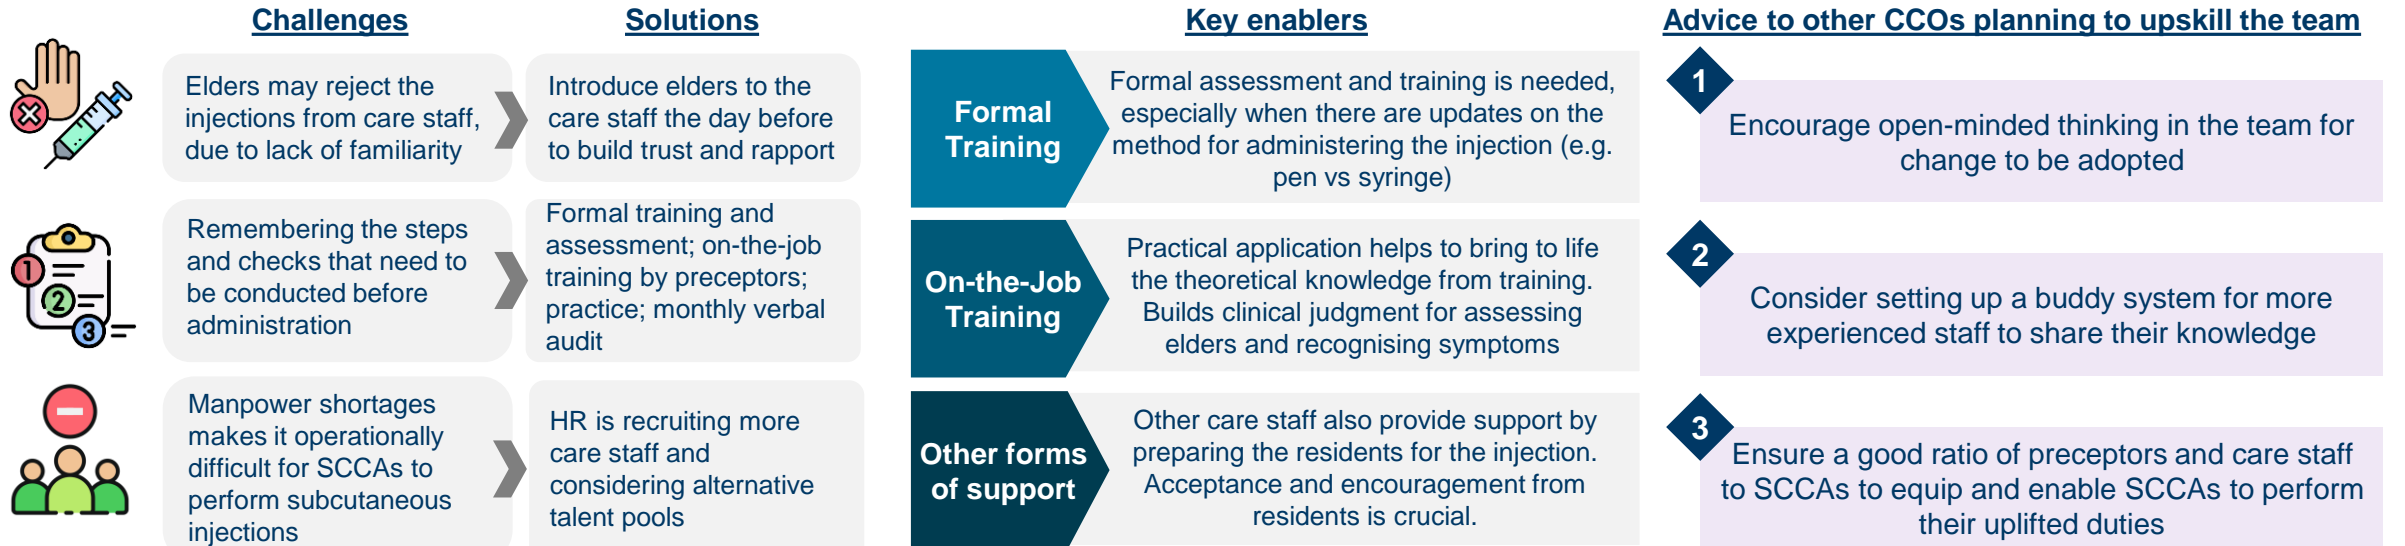 Challenges
Solutions
Elders may reject the
injections from care staff,
due to lack of familiarity
Introduce elders to the
care staff the day before
to build trust and rapport
1
2
3
Remembering the steps
and checks that need to
be conducted before
administration
Formal training and
assessment; on-the-job
training by preceptors;
practice; monthly verbal
audit
Manpower shortages
makes it operationally
difficult for SCCAs to
perform subcutaneous
injections
HR is recruiting more
care staff and
considering alternative
talent pools
Key enablers
Formal
Training
Formal assessment and training is needed,
especially when there are updates on the
method for administering the injection (e.g.
pen vs syringe)
On-the-Job
Training
Practical application helps to bring to life
the theoretical knowledge from training.
Builds clinical judgment for assessing
elders and recognising symptoms
Other forms
of support
Other care staff also provide support by
preparing the residents for the injection.
Acceptance and encouragement from
residents is crucial.
Advice to other CCOs planning to upskill the team
1
Encourage open-minded thinking in the team for
change to be adopted
2
Consider setting up a buddy system for more
experienced staff to share their knowledge
3
Ensure a good ratio of preceptors and care staff
to SCCAs to equip and enable SCCAs to perform
their uplifted duties